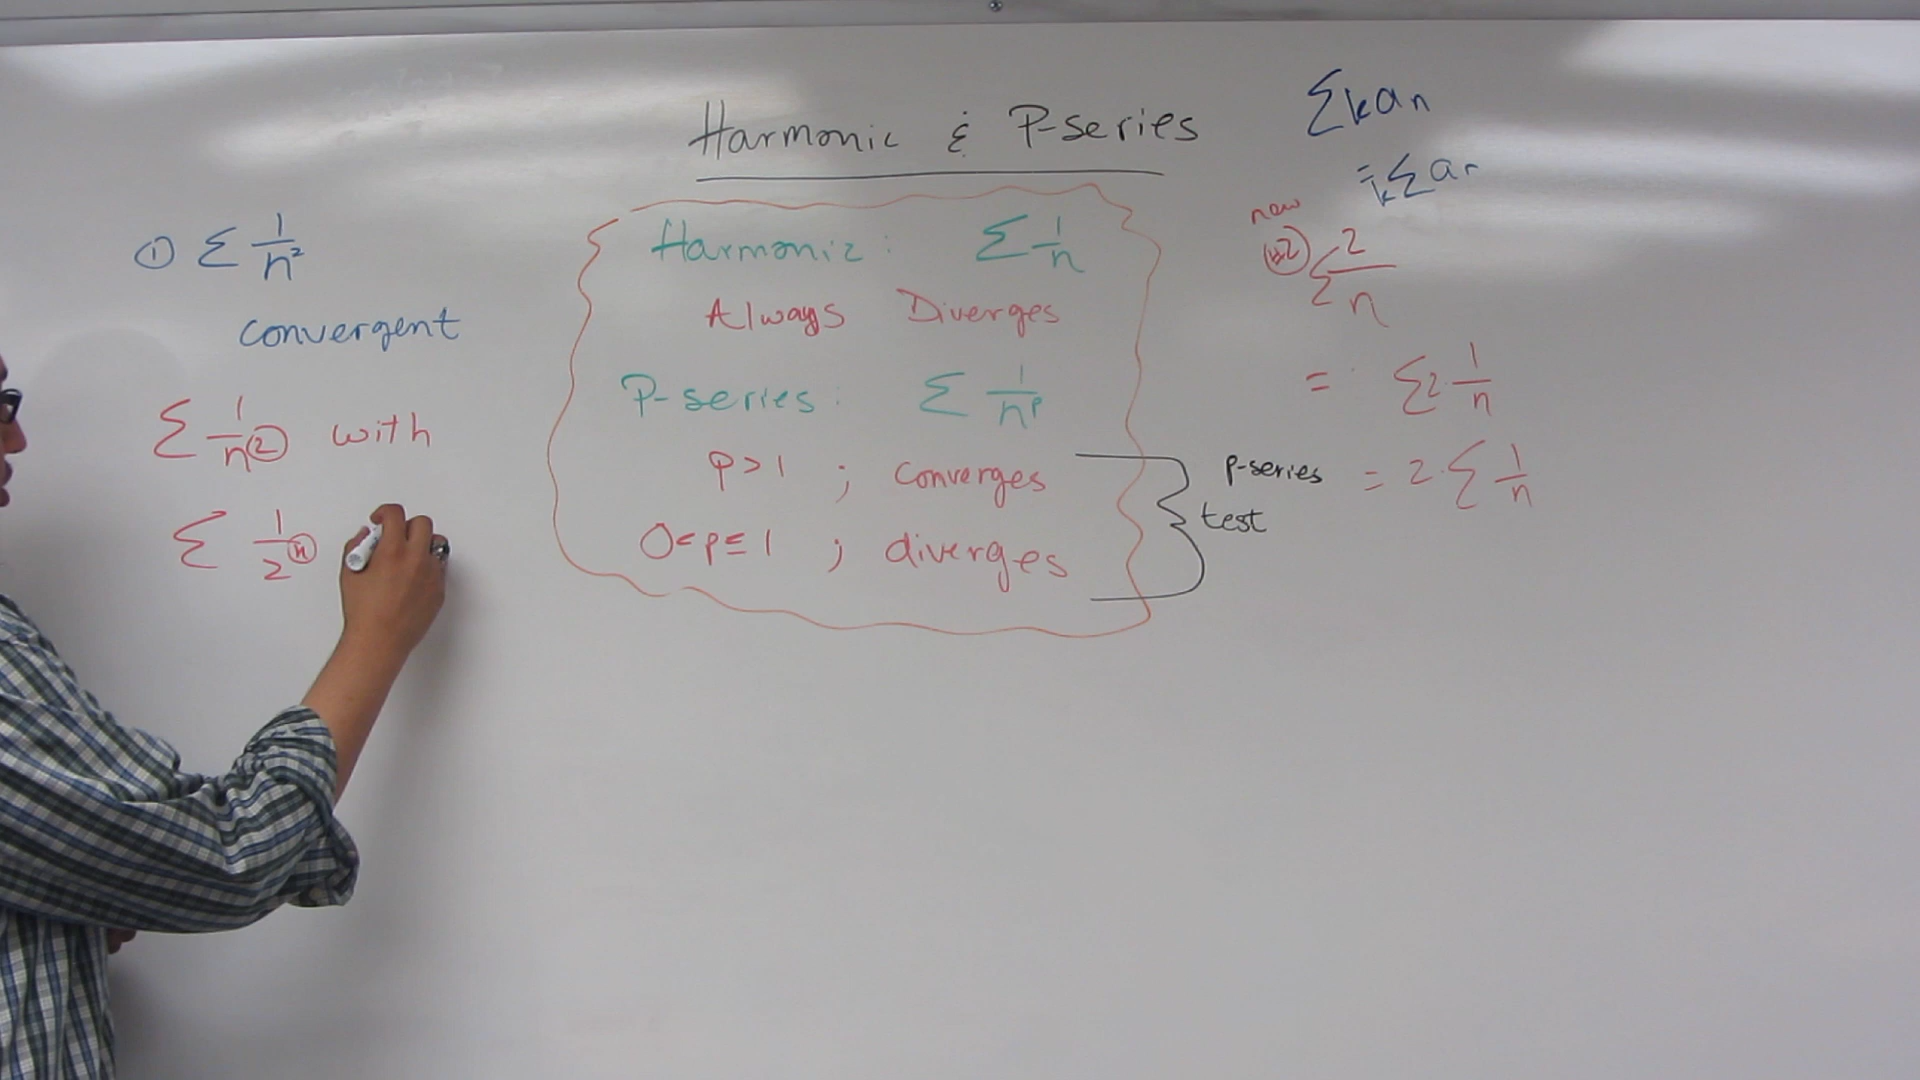 Harmonic & P-series
① Σ 1/n²
convergent
Σ 1/n² with
Σ 1/2ⁿ
Harmonic: Σ 1/n
Always Diverges
P-series: Σ 1/nᵖ
P>1 ; converges
0<p≤1 ; diverges
p-series
test
Σkan
=kΣan
new
Σ 2/n
= Σ2·1/n
= 2·Σ 1/n